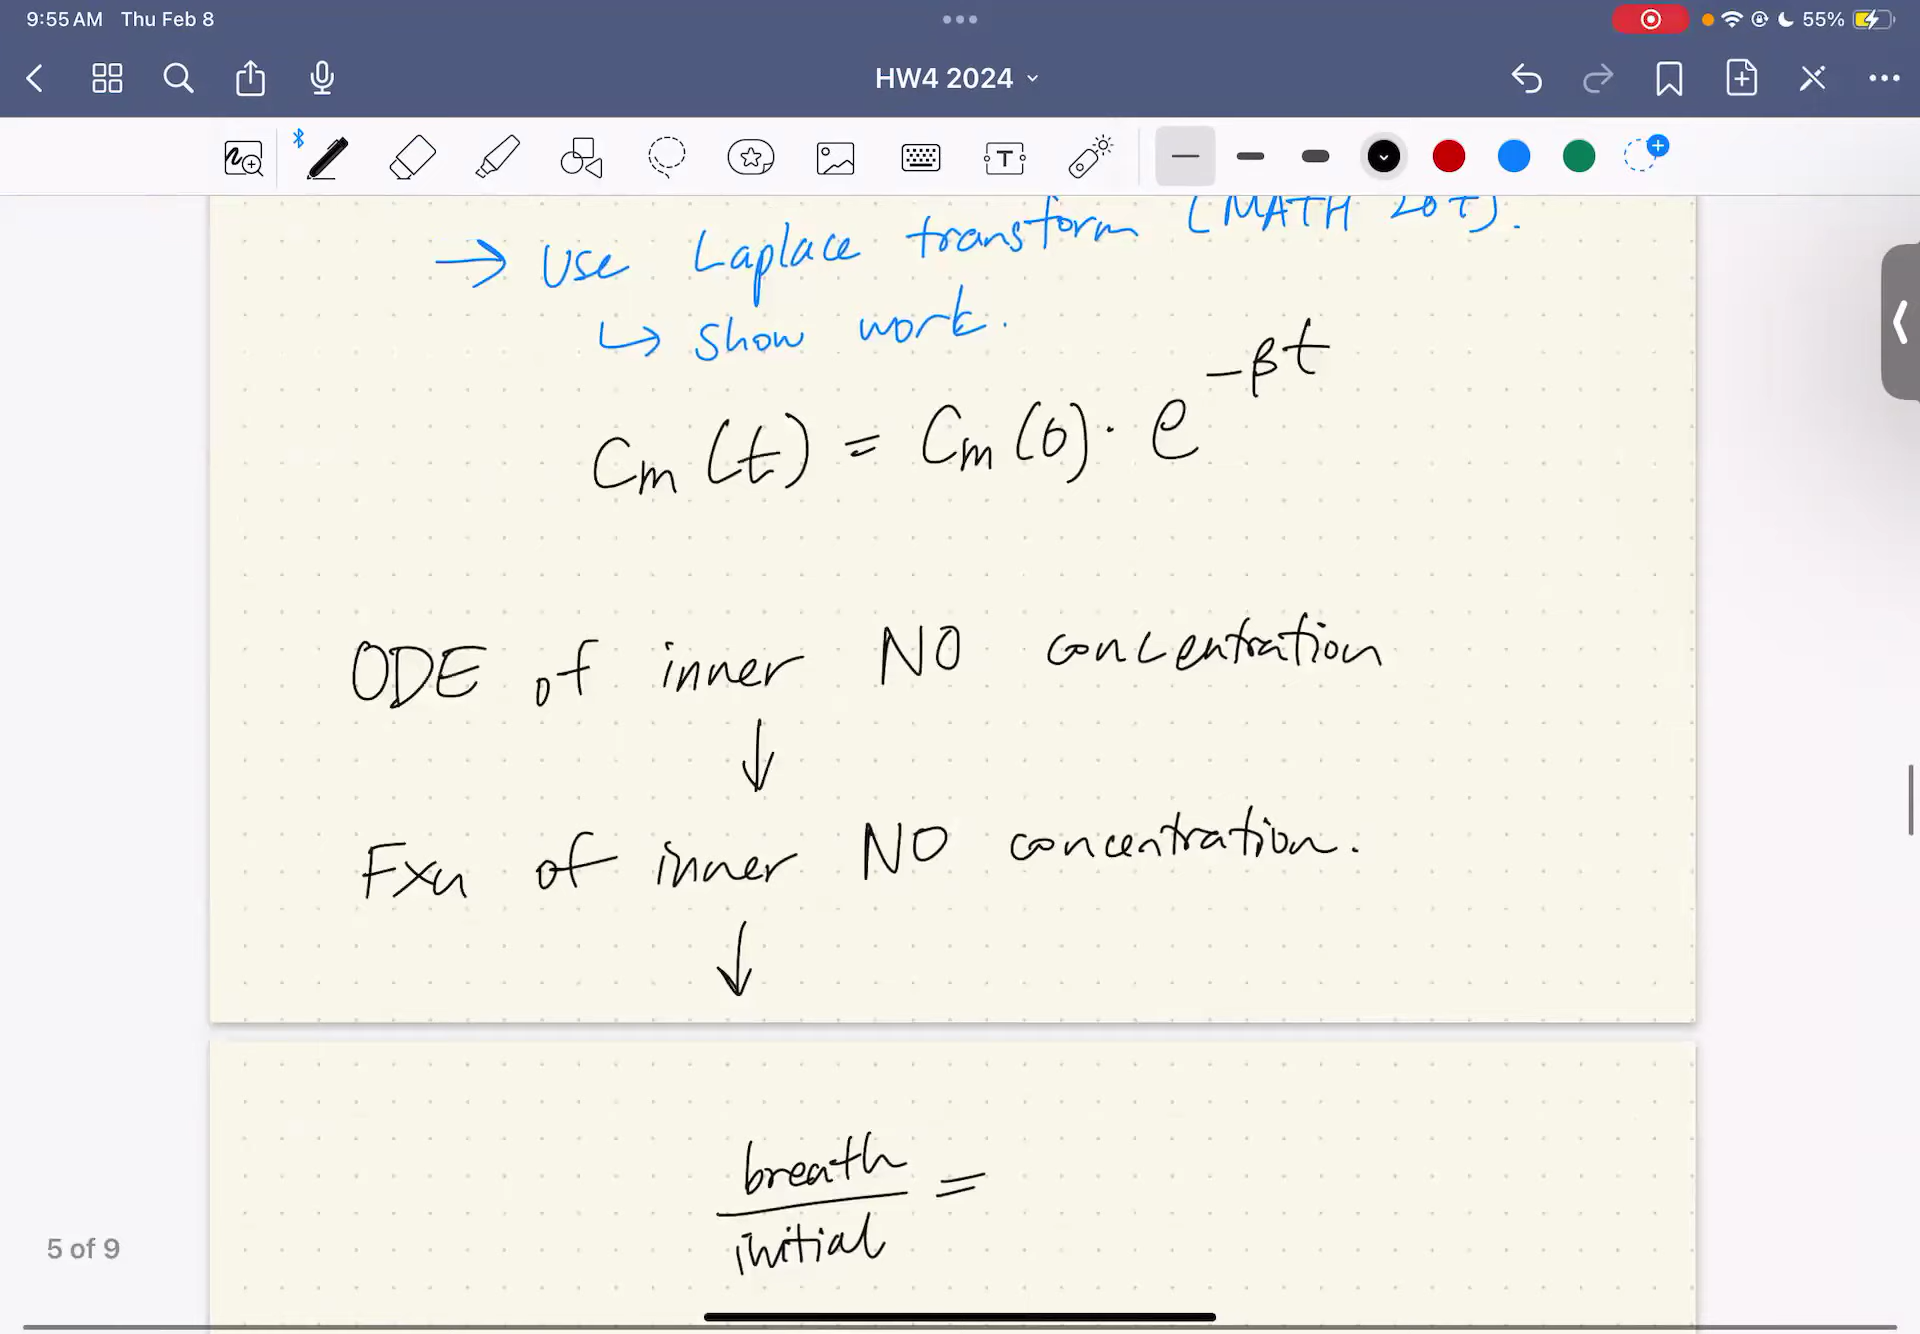 9:55 AM Thu Feb 8
55%
HW4 2024
→ Use Laplace transform (MATH
↳ show work.
Cm (t) = Cm (0) · e^-βt
ODE of inner NO concentration
↓
Fxn of inner NO concentration.
↓
breath
initial =
5 of 9